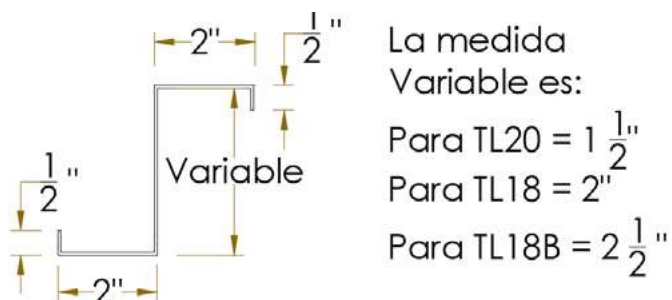 2"
1/2"
Variable
1/2"
2"
La medida
Variable es:
Para TL20 = 1 1/2"
Para TL18 = 2"
Para TL18B = 2 1/2"